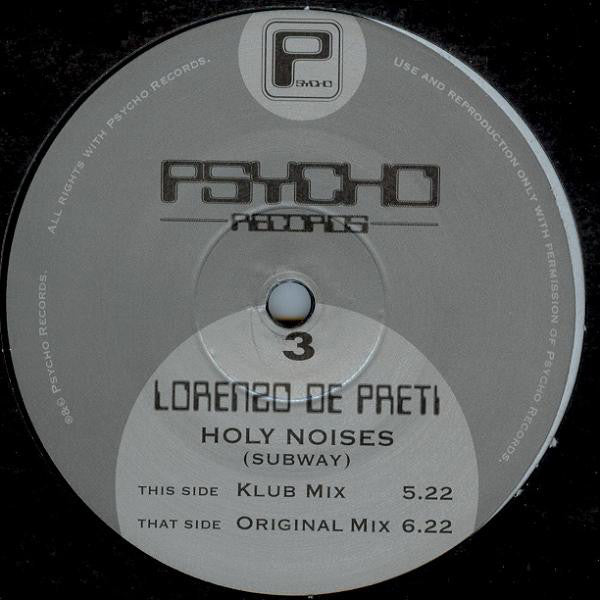 P
SYCHO
ALL RIGHTS WITH PSYCHO RECORDS.
USE AND REPRODUCTION ONLY WITH PERMISSION OF PSYCHO RECORDS.
℗© PSYCHO RECORDS.
PSYCHO
RECORDS
3
LORENZO DE PRETI
HOLY NOISES
(SUBWAY)
THIS SIDE KLUB MIX 5.22
THAT SIDE ORIGINAL MIX 6.22